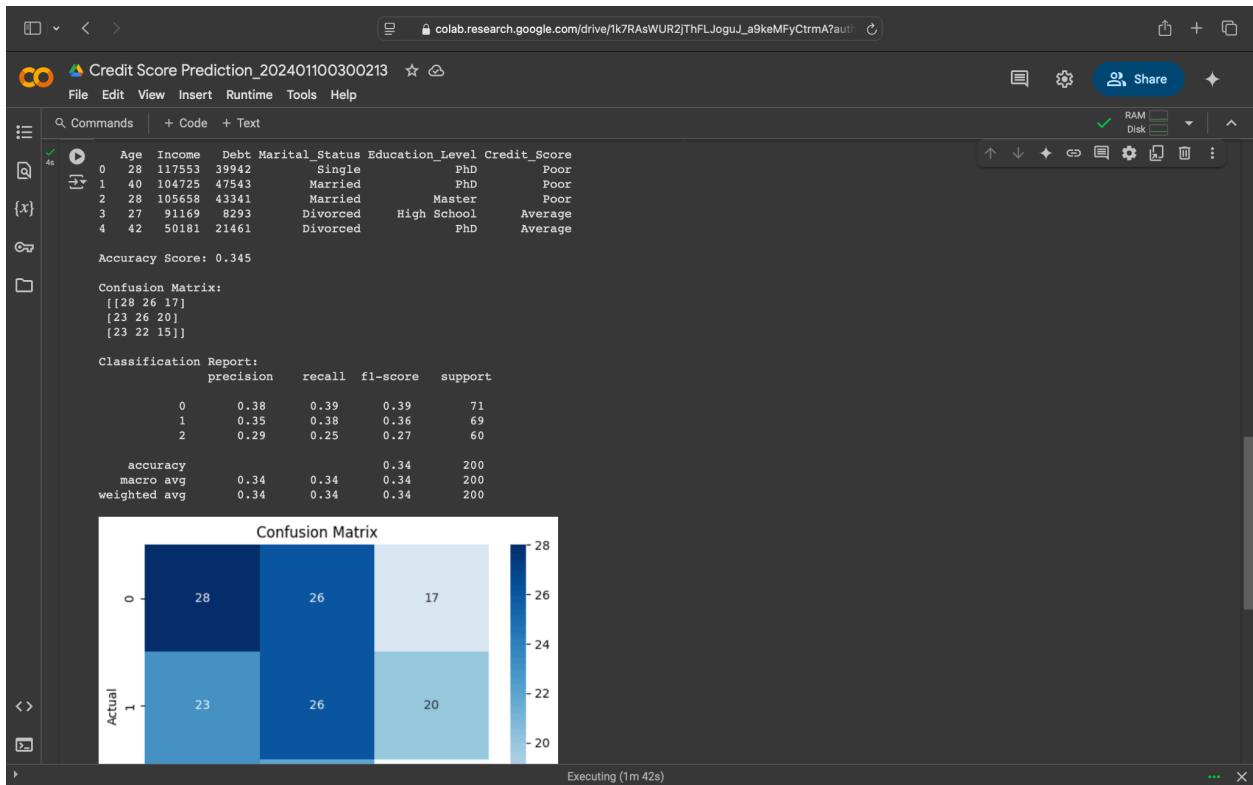 colab.research.google.com/drive/1k7RAsWUR2jThFLJoguJ_a9keMFyCtrmA?auth
Credit Score Prediction_202401100300213
File Edit View Insert Runtime Tools Help
Share
Commands + Code + Text
RAM
Disk
4s
Age Income Debt Marital_Status Education_Level Credit_Score
0 28 117553 39942 Single PhD Poor
1 40 104725 47543 Married PhD Poor
2 28 105658 43341 Married Master Poor
3 27 91169 8293 Divorced High School Average
4 42 50181 21461 Divorced PhD Average
Accuracy Score: 0.345
Confusion Matrix:
[[28 26 17]
[23 26 20]
[23 22 15]]
Classification Report:
precision recall f1-score support
0 0.38 0.39 0.39 71
1 0.35 0.38 0.36 69
2 0.29 0.25 0.27 60
accuracy 0.34 200
macro avg 0.34 0.34 0.34 200
weighted avg 0.34 0.34 0.34 200
Confusion Matrix
28
0 28 26 17
26
24
Actual
1 23 26 20
22
20
{x}
Executing (1m 42s)